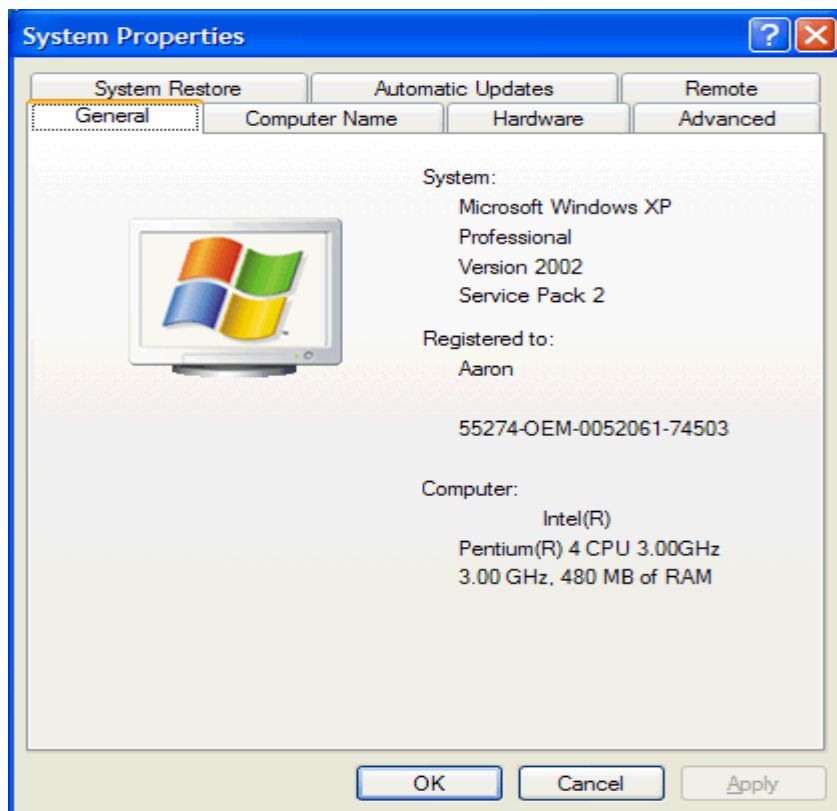 System Properties
?
System Restore Automatic Updates Remote
General Computer Name Hardware Advanced
System:
Microsoft Windows XP
Professional
Version 2002
Service Pack 2
Registered to:
Aaron
55274-OEM-0052061-74503
Computer:
Intel(R)
Pentium(R) 4 CPU 3.00GHz
3.00 GHz, 480 MB of RAM
OK Cancel Apply